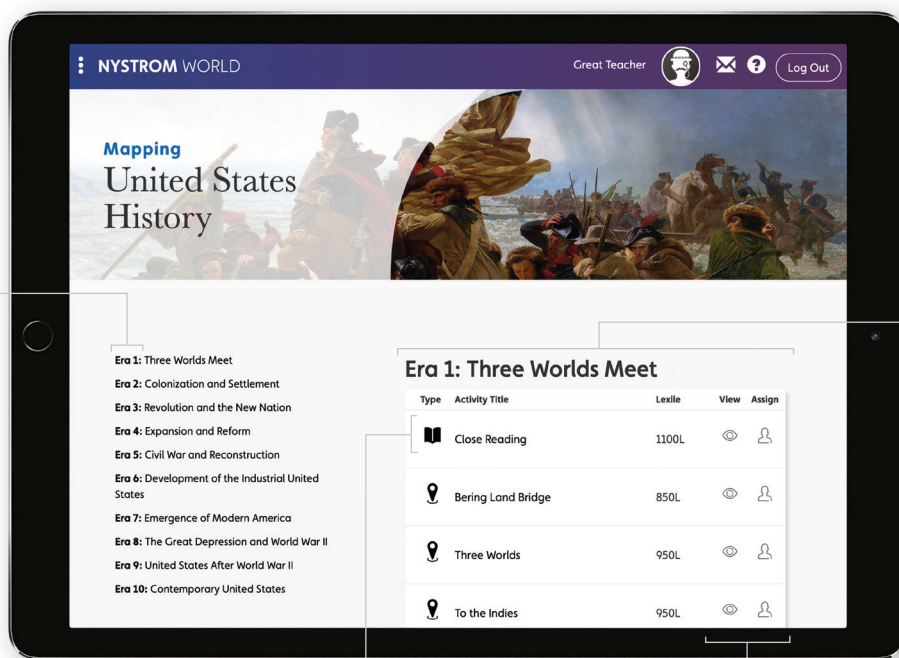 NYSTROM WORLD
Great Teacher
Log Out
Mapping
United States
History
Era 1: Three Worlds Meet
Era 2: Colonization and Settlement
Era 3: Revolution and the New Nation
Era 4: Expansion and Reform
Era 5: Civil War and Reconstruction
Era 6: Development of the Industrial United
States
Era 7: Emergence of Modern America
Era 8: The Great Depression and World War II
Era 9: United States After World War II
Era 10: Contemporary United States
Era 1: Three Worlds Meet
Type Activity Title Lexile View Assign
Close Reading 1100L
Bering Land Bridge 850L
Three Worlds 950L
To the Indies 950L